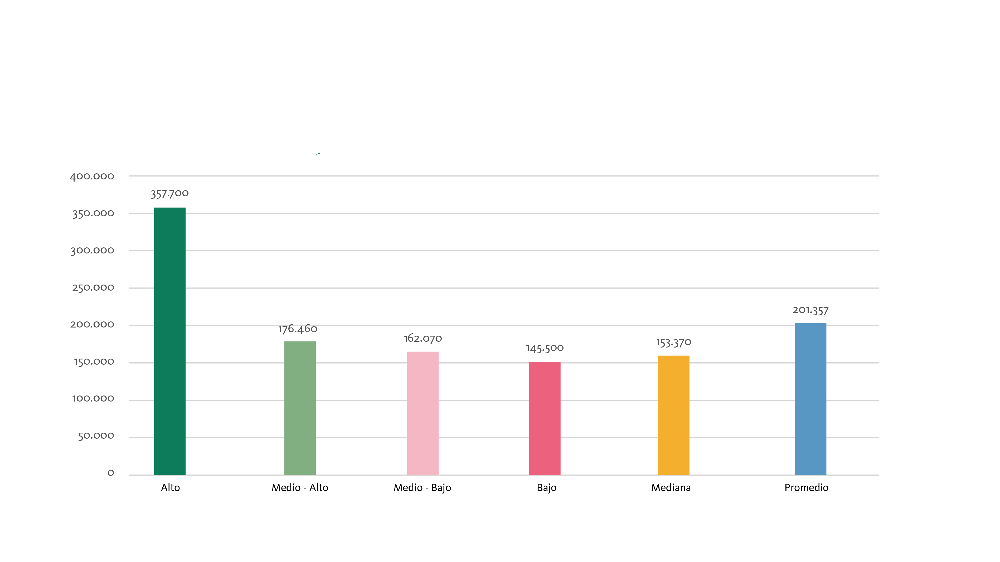 400.000
357.700
350.000
300.000
250.000
201.357
200.000
176.460
162.070
153.370
145.500
150.000
100.000
50.000
0
Alto
Medio - Alto
Medio - Bajo
Bajo
Mediana
Promedio